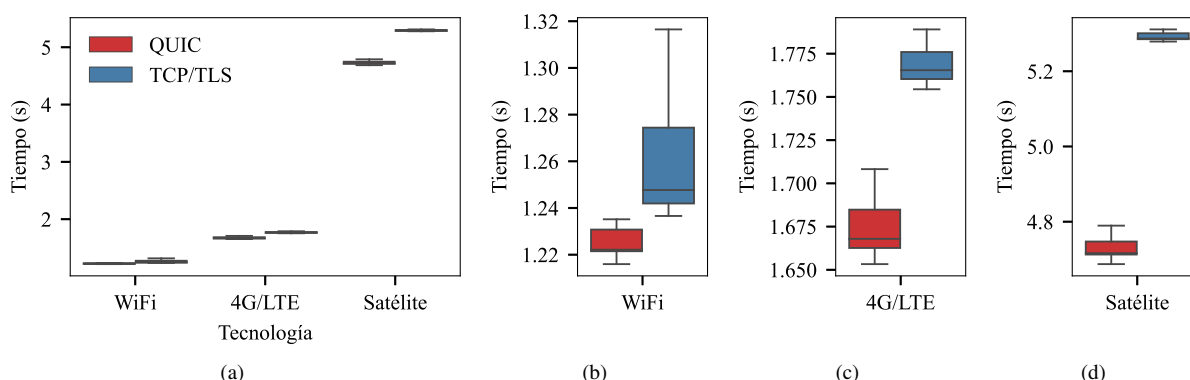 5
4
3
2
Tiempo (s)
QUIC
TCP/TLS
WiFi 4G/LTE Satélite
Tecnología
(a)
1.32
1.30
1.28
1.26
1.24
1.22
Tiempo (s)
WiFi
(b)
1.775
1.750
1.725
1.700
1.675
1.650
Tiempo (s)
4G/LTE
(c)
5.2
5.0
4.8
Tiempo (s)
Satélite
(d)